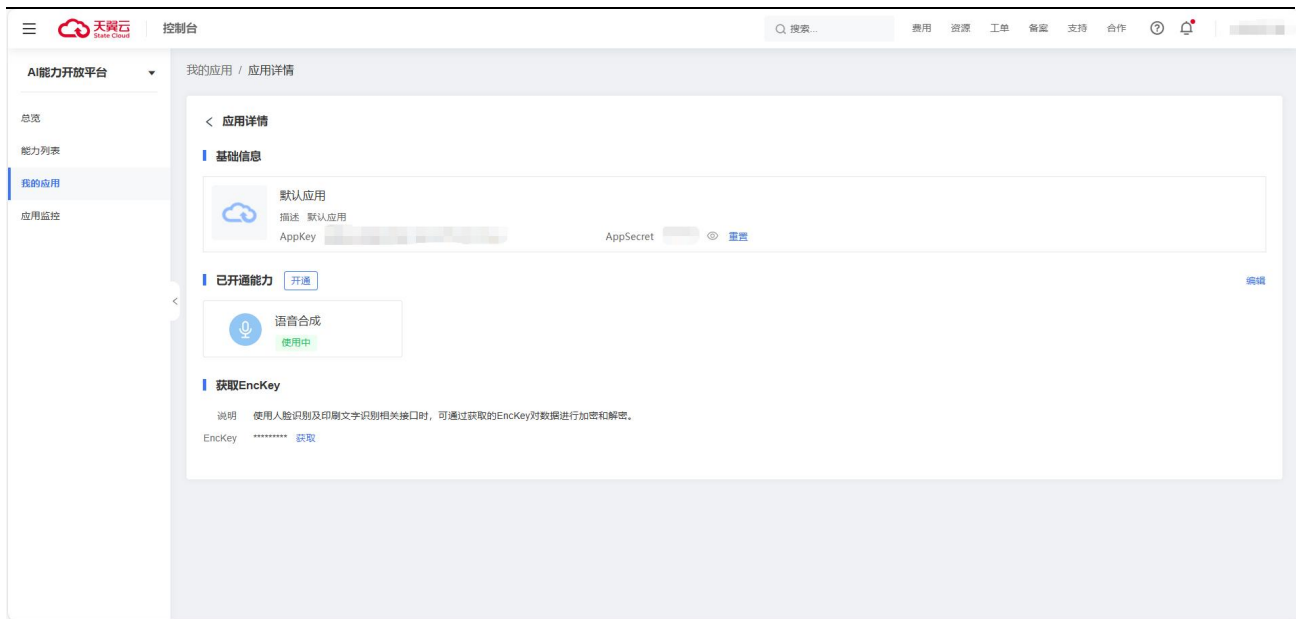 天翼云 State Cloud 控制台 搜索... 费用 资源 工单 备案 支持 合作
AI能力开放平台
总览
能力列表
我的应用
应用监控
我的应用 / 应用详情
< 应用详情
基础信息
默认应用
描述 默认应用
AppKey AppSecret 重置
已开通能力 开通 编辑
语音合成
使用中
获取EncKey
说明 使用人脸识别及印刷文字识别相关接口时，可通过获取的EncKey对数据进行加密和解密。
EncKey ********* 获取